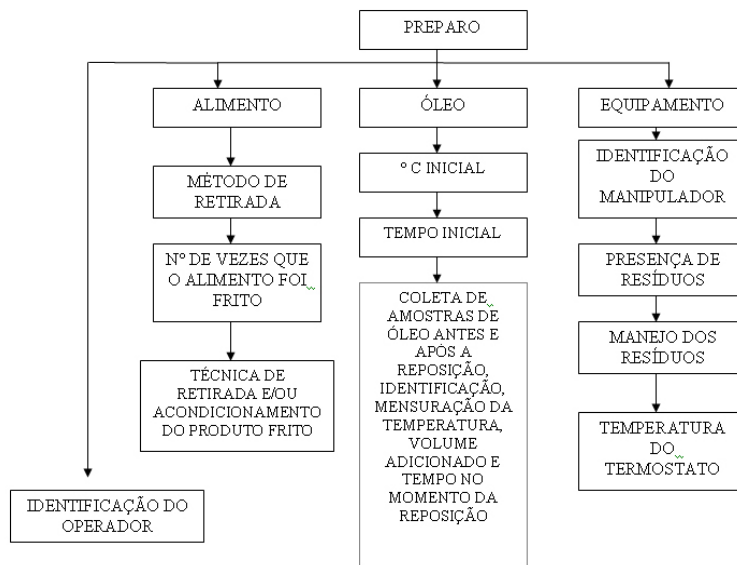 PREPARO
ALIMENTO
ÓLEO
EQUIPAMENTO
MÉTODO DE
RETIRADA
º C INICIAL
IDENTIFICAÇÃO
DO
MANIPULADOR
TEMPO INICIAL
Nº DE VEZES QUE
O ALIMENTO FOI
FRITO
PRESENÇA DE
RESÍDUOS
COLETA DE
AMOSTRAS DE
ÓLEO ANTES E
APÓS A
REPOSIÇÃO,
IDENTIFICAÇÃO,
MENSURAÇÃO DA
TEMPERATURA,
VOLUME
ADICIONADO E
TEMPO NO
MOMENTO DA
REPOSIÇÃO
MANEJO DOS
RESÍDUOS
TÉCNICA DE
RETIRADA E/OU
ACONDICIONAMENTO
DO PRODUTO FRITO
TEMPERATURA
DO
TERMOSTATO
IDENTIFICAÇÃO DO
OPERADOR